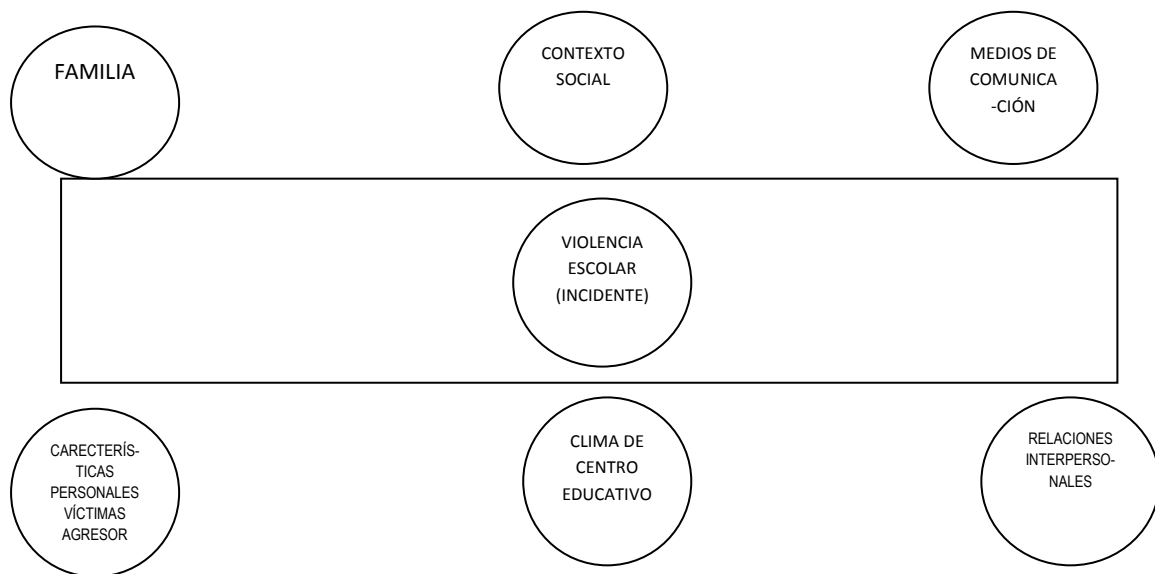 FAMILIA
CONTEXTO
SOCIAL
MEDIOS DE
COMUNICA
-CIÓN
VIOLENCIA
ESCOLAR
(INCIDENTE)
CARECTERÍS-
TICAS
PERSONALES
VÍCTIMAS
AGRESOR
CLIMA DE
CENTRO
EDUCATIVO
RELACIONES
INTERPERSO-
NALES